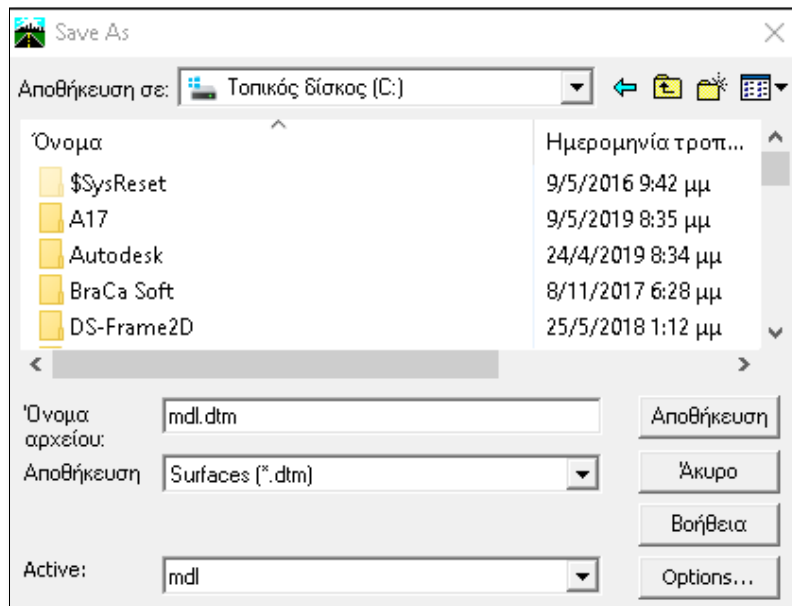 Save As
Αποθήκευση σε: Τοπικός δίσκος (C:)
Όνομα Ημερομηνία τροπ...
$SysReset 9/5/2016 9:42 μμ
A17 9/5/2019 8:35 μμ
Autodesk 24/4/2019 8:34 μμ
BraCa Soft 8/11/2017 6:28 μμ
DS-Frame2D 25/5/2018 1:12 μμ
Όνομα αρχείου: mdl.dtm Αποθήκευση
Αποθήκευση Surfaces (*.dtm) Άκυρο
Βοήθεια
Active: mdl Options...